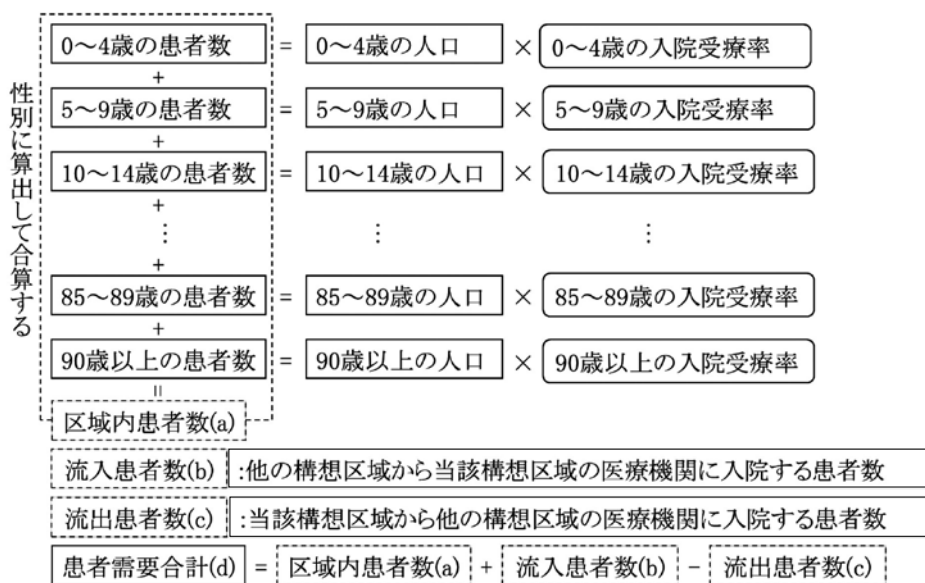 性別に算出して合算する
0～4歳の患者数 = 0～4歳の人口 × 0～4歳の入院受療率
+
5～9歳の患者数 = 5～9歳の人口 × 5～9歳の入院受療率
+
10～14歳の患者数 = 10～14歳の人口 × 10～14歳の入院受療率
+
⋮ ⋮ ⋮
+
85～89歳の患者数 = 85～89歳の人口 × 85～89歳の入院受療率
+
90歳以上の患者数 = 90歳以上の人口 × 90歳以上の入院受療率
=
区域内患者数(a)
流入患者数(b) :他の構想区域から当該構想区域の医療機関に入院する患者数
流出患者数(c) :当該構想区域から他の構想区域の医療機関に入院する患者数
患者需要合計(d) = 区域内患者数(a) + 流入患者数(b) − 流出患者数(c)